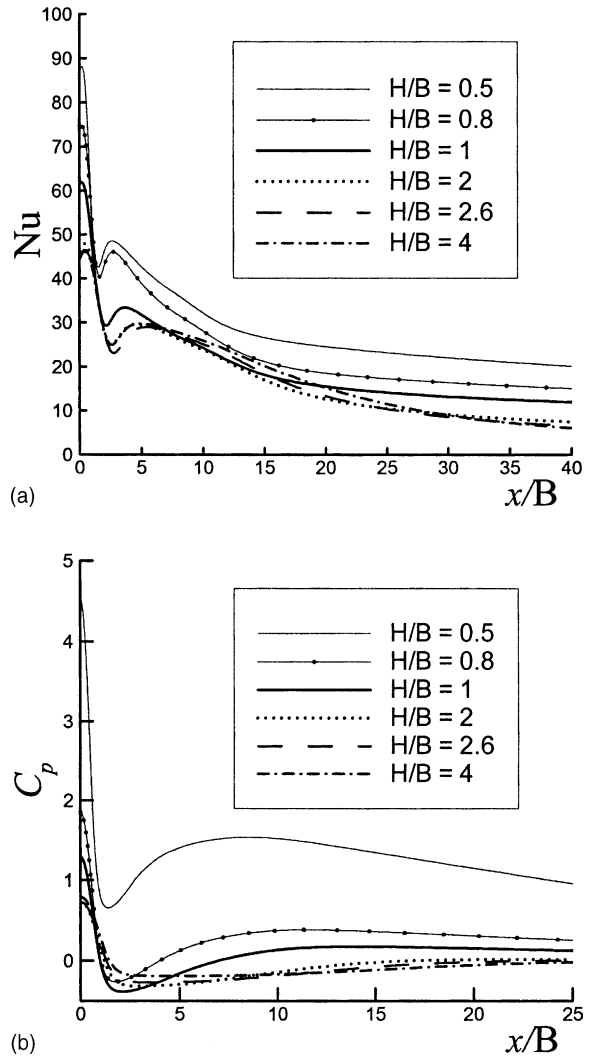 100
90
80
70
60
50
40
30
20
10
0
Nu
H/B = 0.5
H/B = 0.8
H/B = 1
H/B = 2
H/B = 2.6
H/B = 4
0 5 10 15 20 25 30 35 40
(a)
x/B
5
4
3
2
1
0
Cp
H/B = 0.5
H/B = 0.8
H/B = 1
H/B = 2
H/B = 2.6
H/B = 4
0 5 10 15 20 25
(b)
x/B